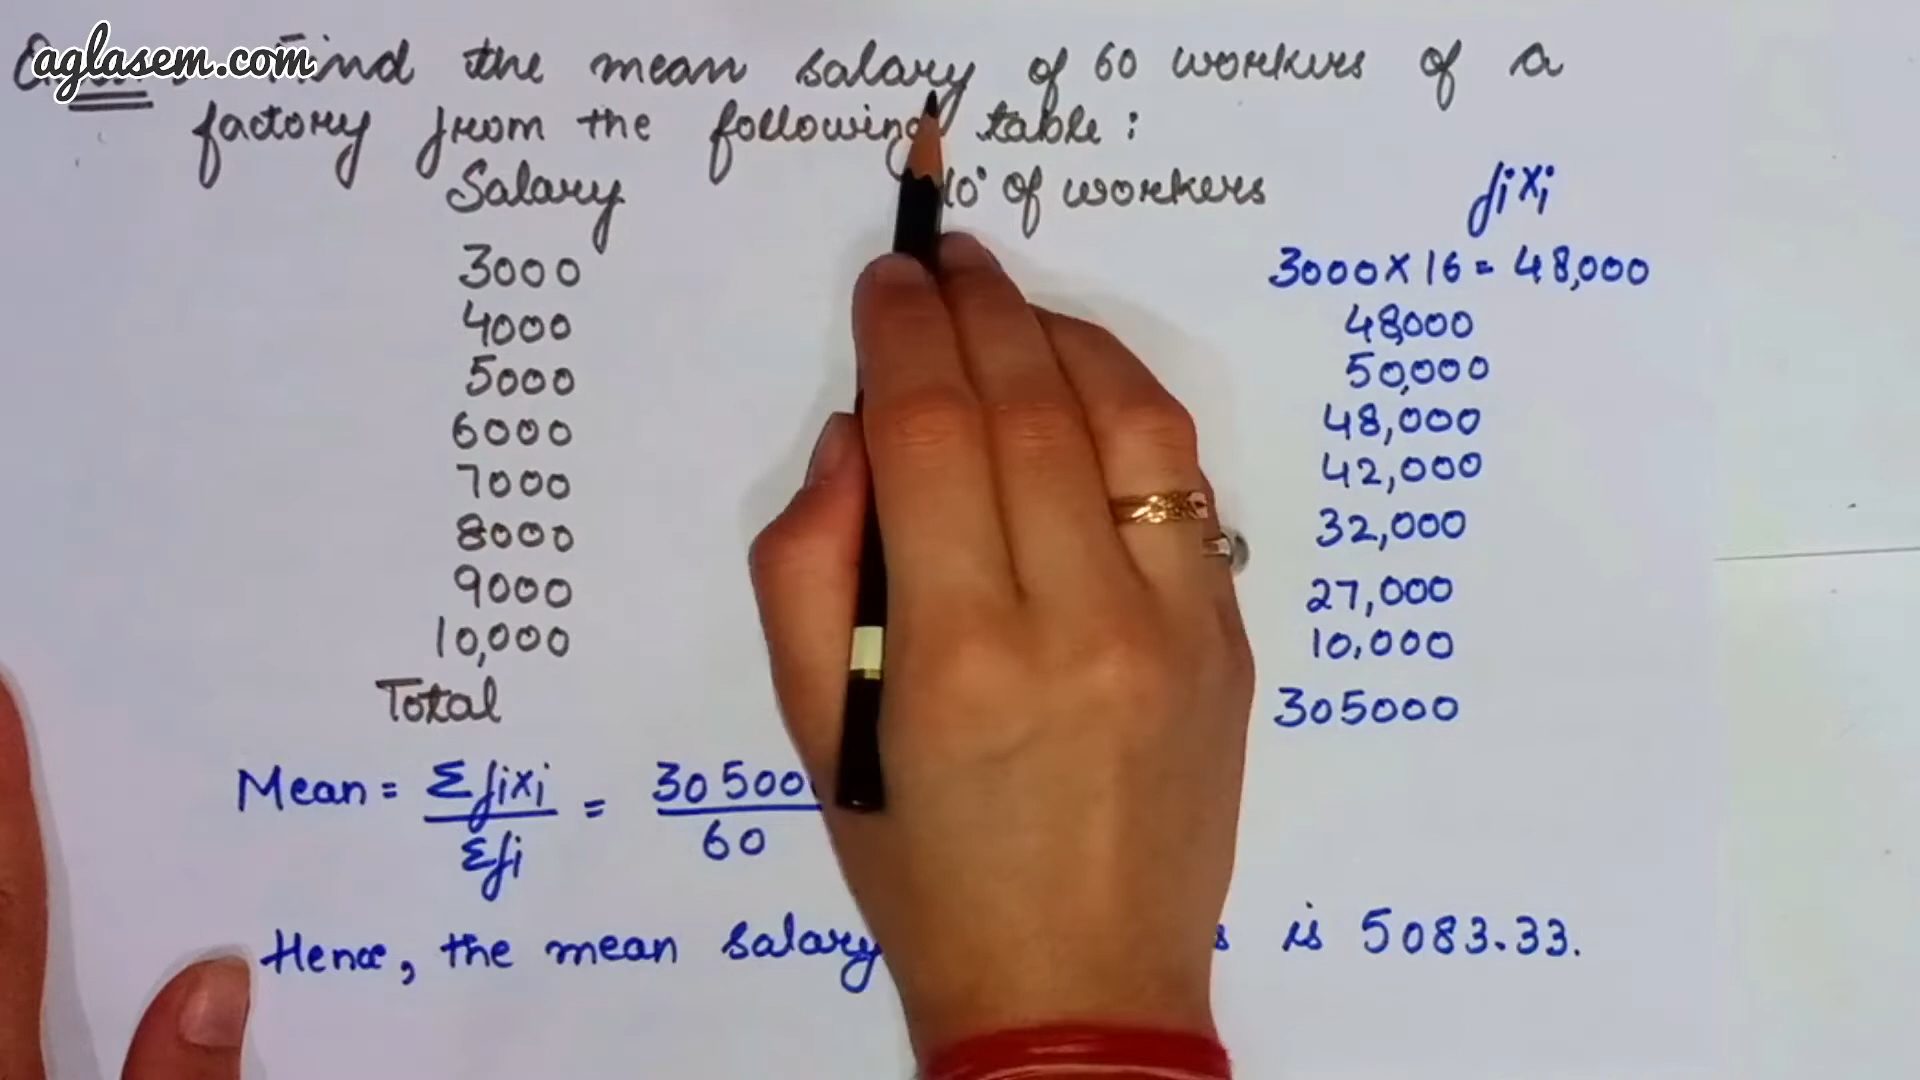 aglasem.com Find the mean salary of 60 workers of a
factory from the following table:
Salary of workers fixi
3000 3000 × 16 = 48,000
4000 48,000
5000 50,000
6000 48,000
7000 42,000
8000 32,000
9000 27,000
10,000 10,000
Total 305000
Mean = Σfixi / Σfi = 30500 / 60
Hence, the mean salary is 5083.33.